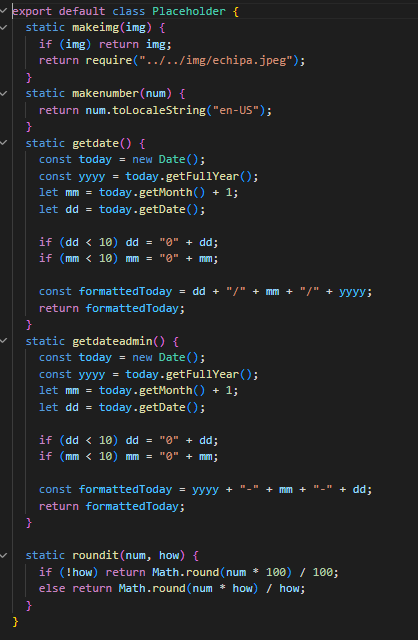 export default class Placeholder {
  static makeimg(img) {
    if (img) return img;
    return require("../../img/echipa.jpeg");
  }
  static makenumber(num) {
    return num.toLocaleString("en-US");
  }
  static getdate() {
    const today = new Date();
    const yyyy = today.getFullYear();
    let mm = today.getMonth() + 1;
    let dd = today.getDate();

    if (dd < 10) dd = "0" + dd;
    if (mm < 10) mm = "0" + mm;

    const formattedToday = dd + "/" + mm + "/" + yyyy;
    return formattedToday;
  }
  static getdateadmin() {
    const today = new Date();
    const yyyy = today.getFullYear();
    let mm = today.getMonth() + 1;
    let dd = today.getDate();

    if (dd < 10) dd = "0" + dd;
    if (mm < 10) mm = "0" + mm;

    const formattedToday = yyyy + "-" + mm + "-" + dd;
    return formattedToday;
  }

  static roundit(num, how) {
    if (!how) return Math.round(num * 100) / 100;
    else return Math.round(num * how) / how;
  }
}